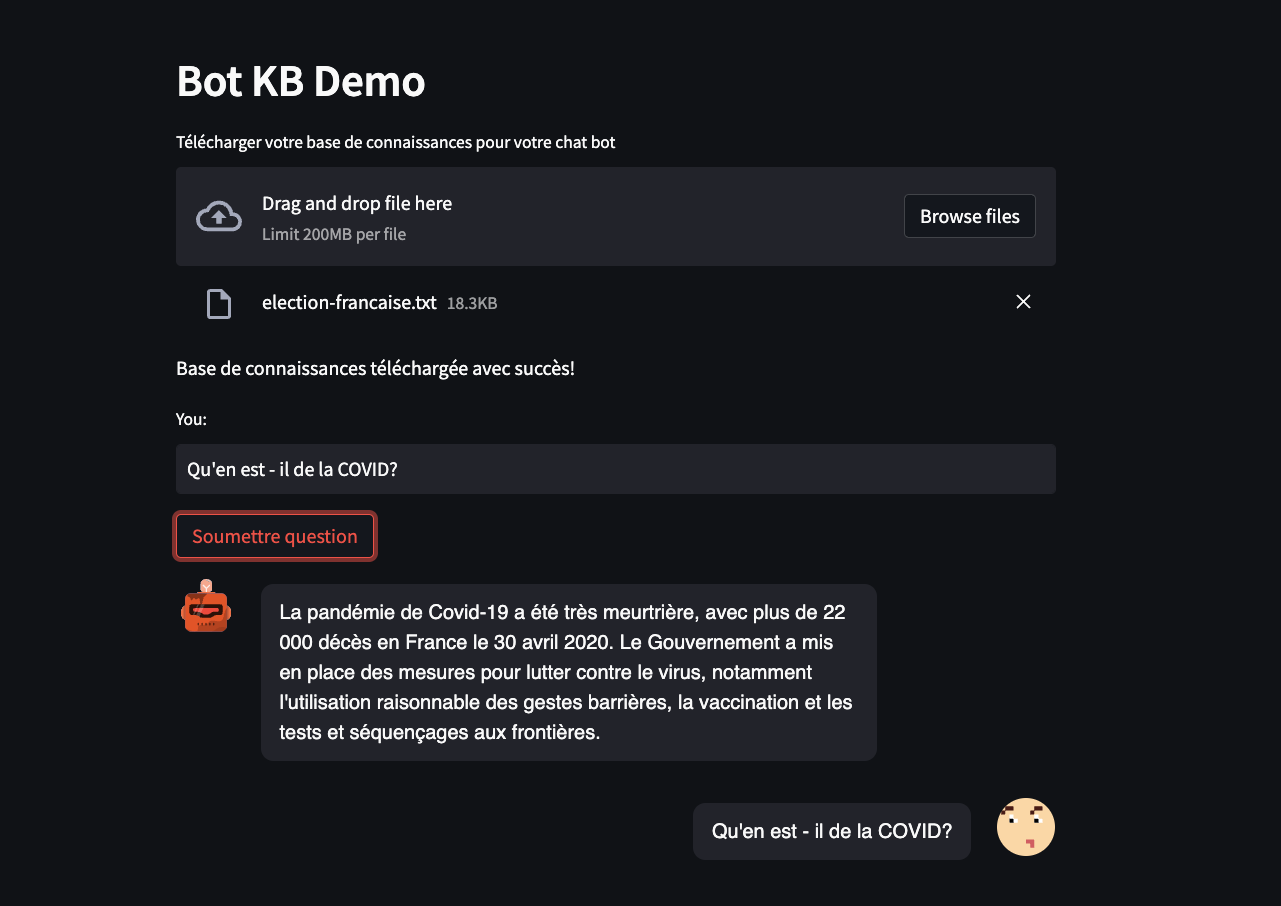 Bot KB Demo
Télécharger votre base de connaissances pour votre chat bot
Drag and drop file here
Limit 200MB per file
Browse files
election-francaise.txt 18.3KB
Base de connaissances téléchargée avec succès!
You:
Qu'en est - il de la COVID?
Soumettre question
La pandémie de Covid-19 a été très meurtrière, avec plus de 22
000 décès en France le 30 avril 2020. Le Gouvernement a mis
en place des mesures pour lutter contre le virus, notamment
l'utilisation raisonnable des gestes barrières, la vaccination et les
tests et séquençages aux frontières.
Qu'en est - il de la COVID?